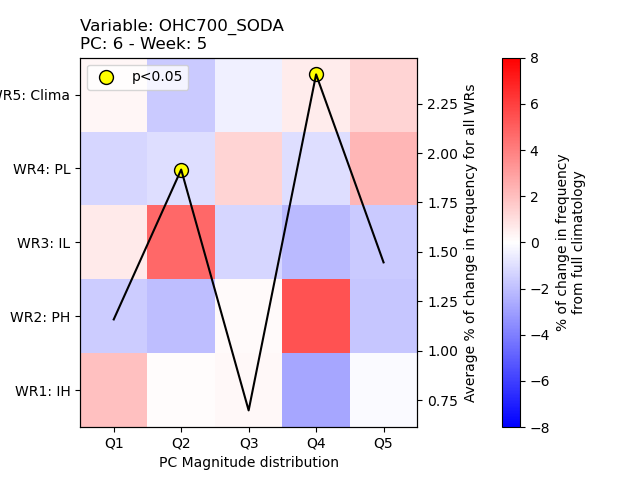 Variable: OHC700_SODA
PC: 6 - Week: 5
p<0.05
WR5: Clima
WR4: PL
WR3: IL
WR2: PH
WR1: IH
Q1 Q2 Q3 Q4 Q5
PC Magnitude distribution
2.25
2.00
1.75
1.50
1.25
1.00
0.75
Average % of change in frequency for all WRs
8
6
4
2
0
−2
−4
−6
−8
% of change in frequency
from full climatology